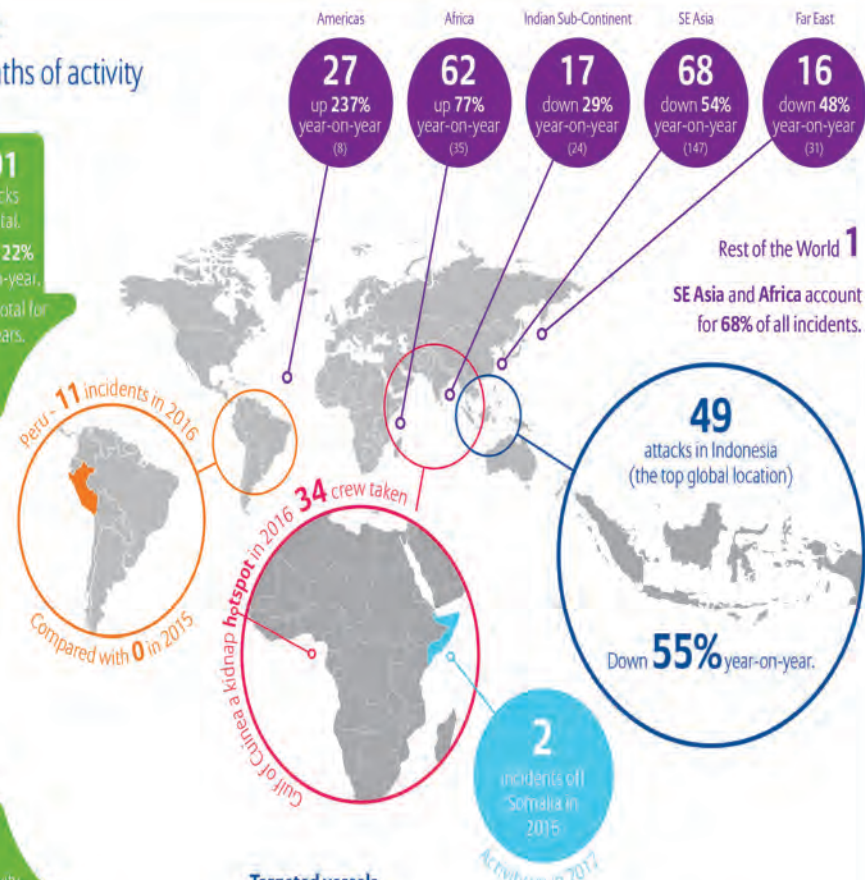 Americas
27
up 237%
year-on-year
(8)
Africa
62
up 77%
year-on-year
(35)
Indian Sub-Continent
17
down 29%
year-on-year
(24)
SE Asia
68
down 54%
year-on-year
(147)
Far East
16
down 48%
year-on-year
(31)
of activity
22%
Rest of the World 1
SE Asia and Africa account
for 68% of all incidents.
Peru - 11 incidents in 2016
Compared with 0 in 2015
Gulf of Guinea a kidnap hotspot in 2016 34 crew taken
49
attacks in Indonesia
(the top global location)
Down 55% year-on-year.
2
incidents off
Somalia in
in 2017
Targeted vessels